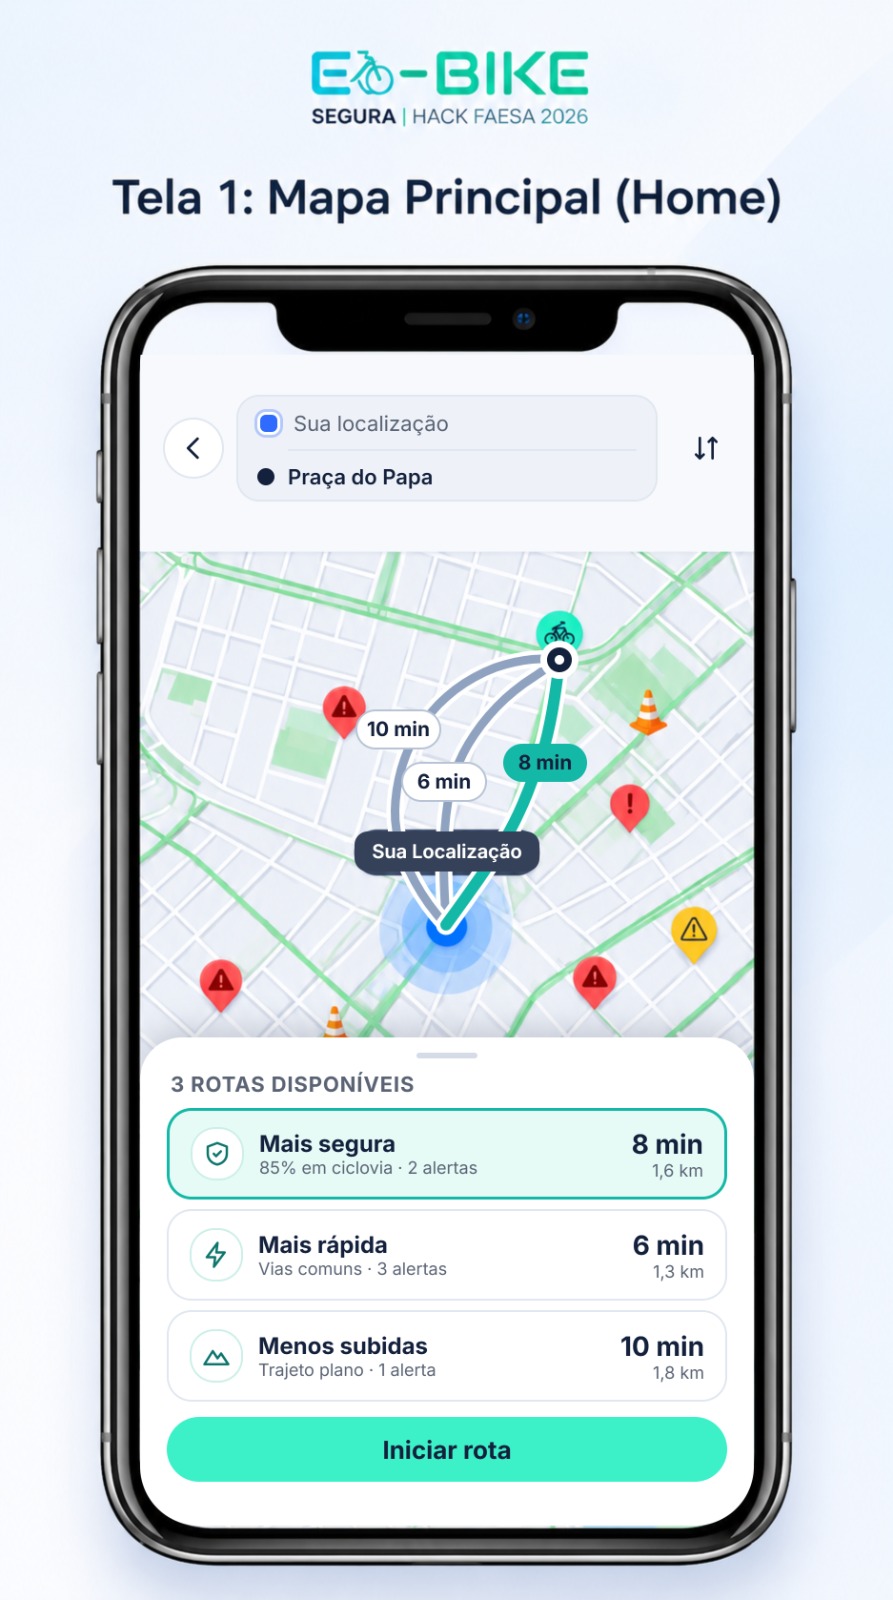 E-BIKE
SEGURA | HACK FAESA 2026
Tela 1: Mapa Principal (Home)
Sua localização
Praça do Papa
10 min
6 min
8 min
Sua Localização
3 ROTAS DISPONÍVEIS
Mais segura
8 min
85% em ciclovia · 2 alertas
1,6 km
Mais rápida
6 min
Vias comuns · 3 alertas
1,3 km
Menos subidas
10 min
Trajeto plano · 1 alerta
1,8 km
Iniciar rota